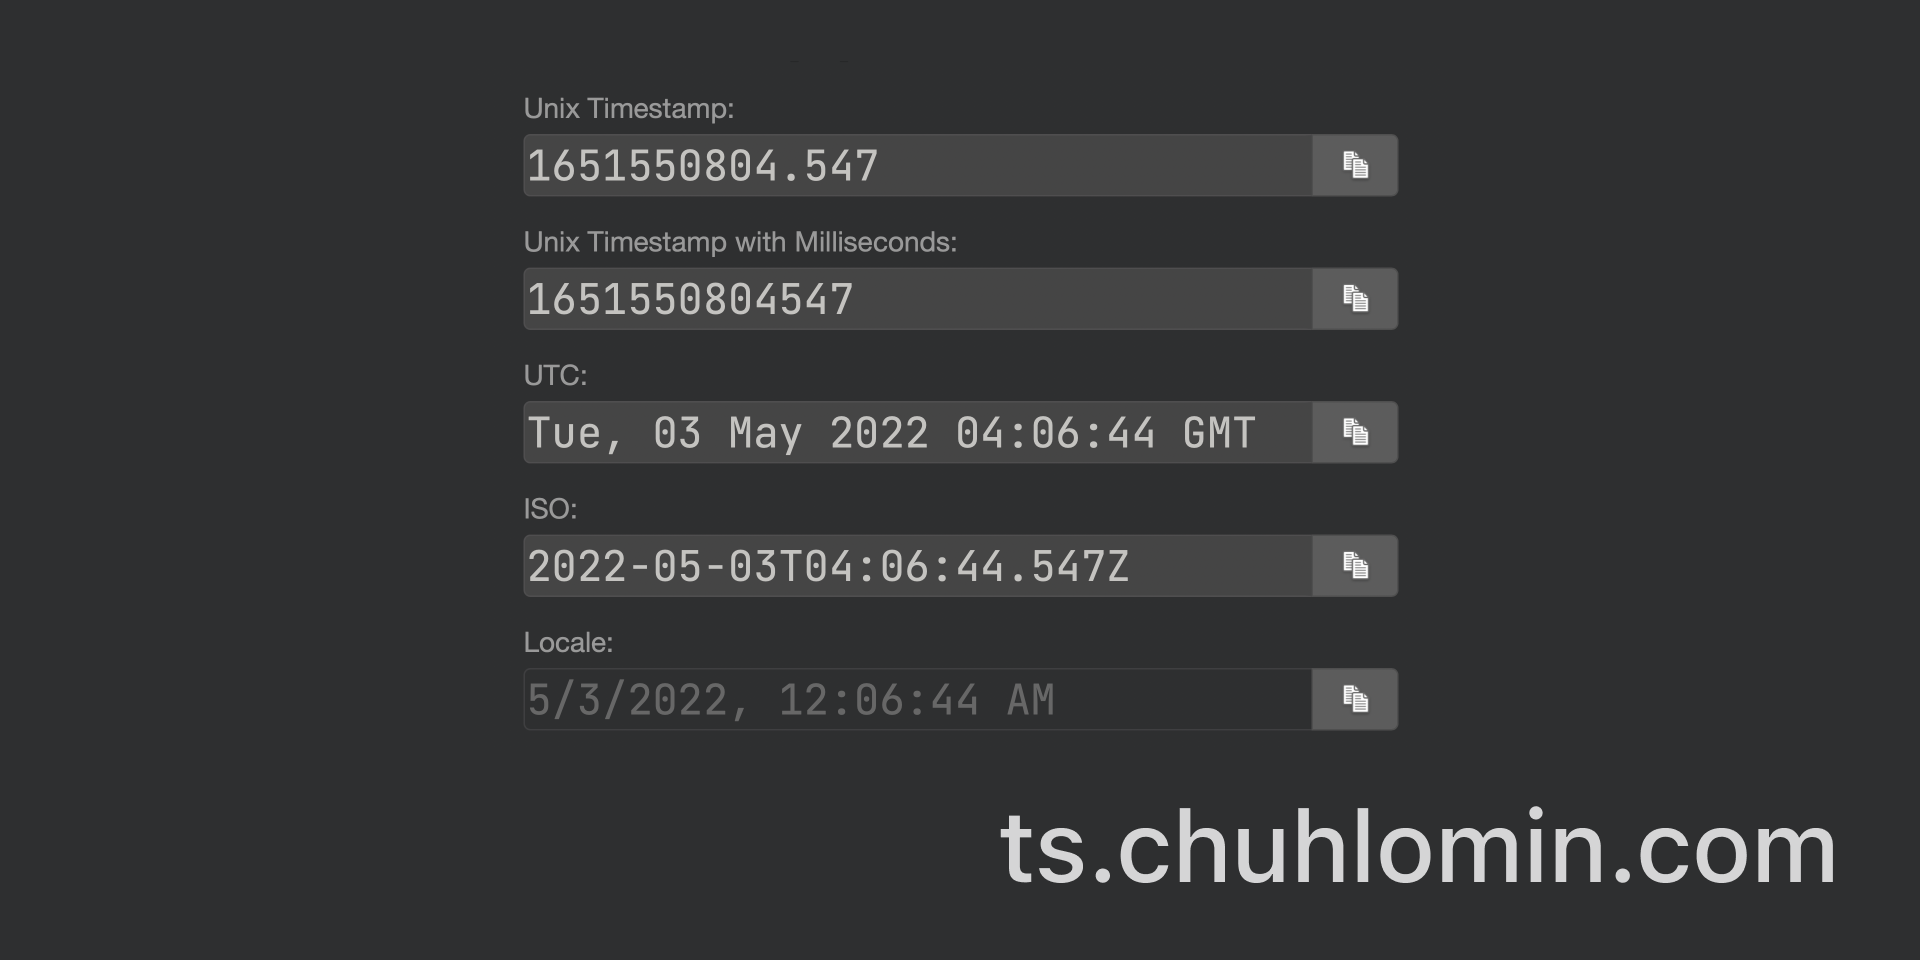 Unix Timestamp:
1651550804.547
Unix Timestamp with Milliseconds:
1651550804547
UTC:
Tue, 03 May 2022 04:06:44 GMT
ISO:
2022-05-03T04:06:44.547Z
Locale:
5/3/2022, 12:06:44 AM
ts.chuhlomin.com